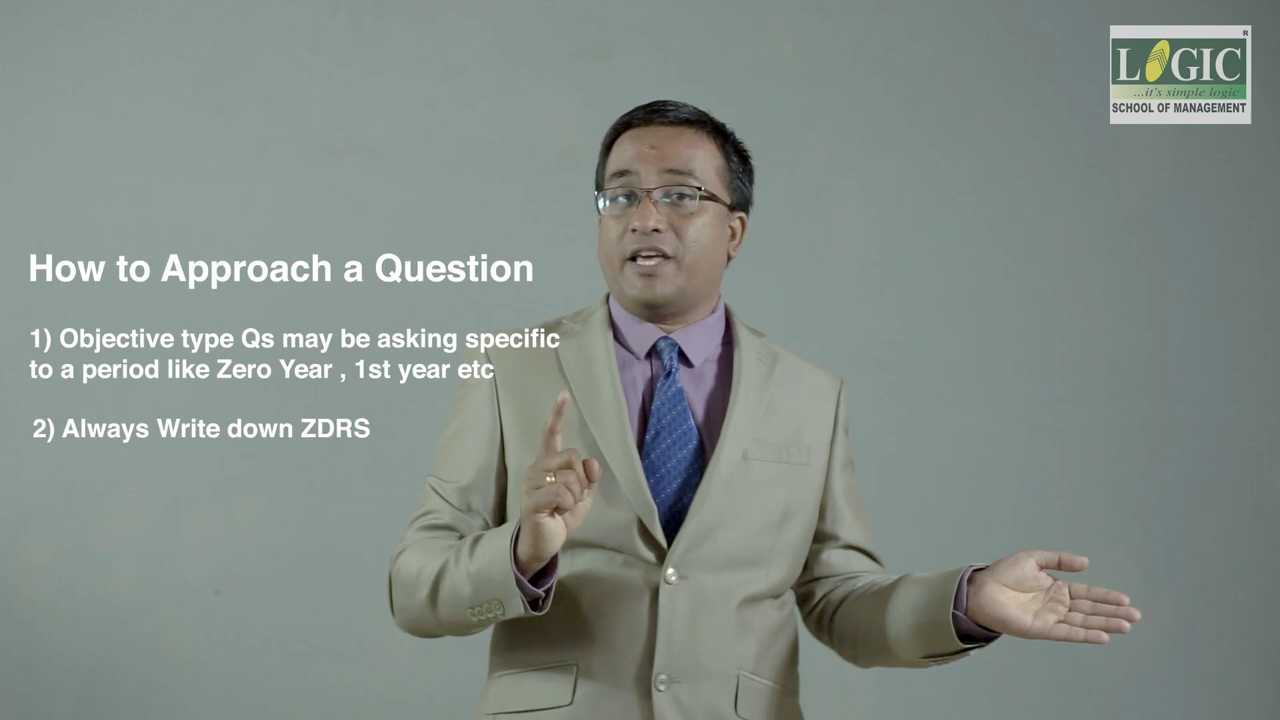 LOGIC
R
...it's simple logic
SCHOOL OF MANAGEMENT
How to Approach a Question
1) Objective type Qs may be asking specific
to a period like Zero Year , 1st year etc
2) Always Write down ZDRS